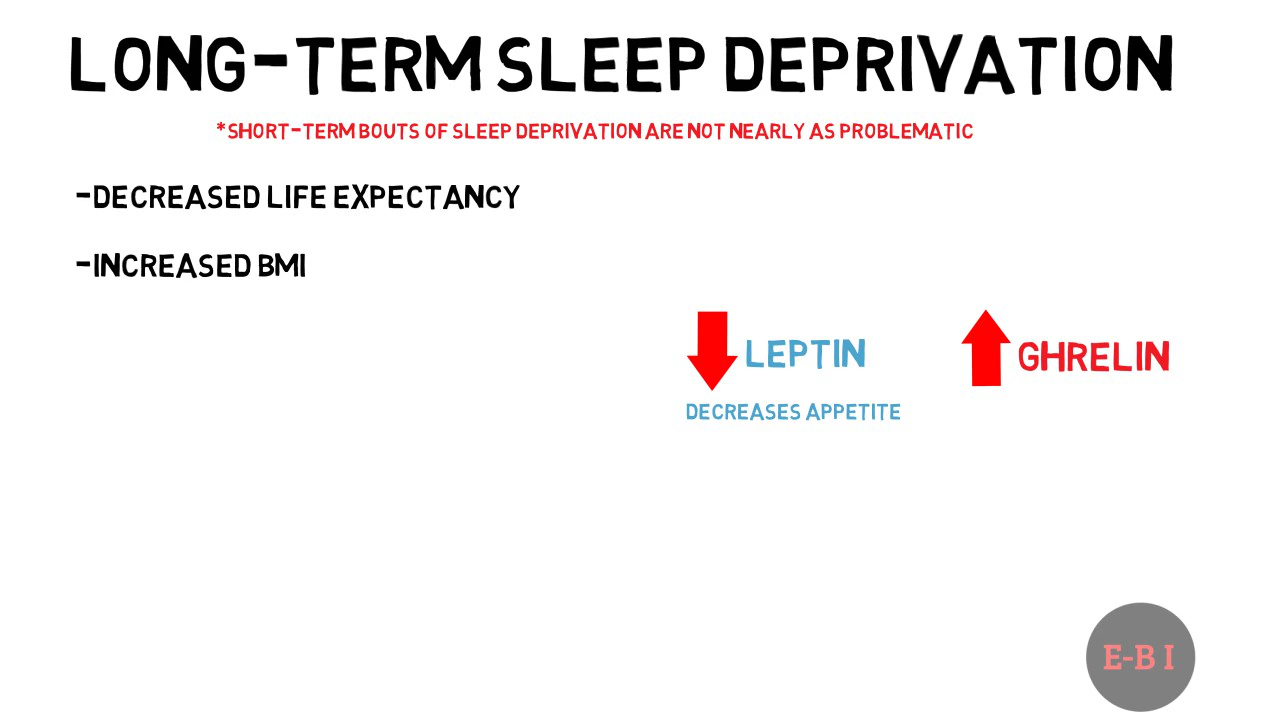 LONG-TERM SLEEP DEPRIVATION
*SHORT-TERM BOUTS OF SLEEP DEPRIVATION ARE NOT NEARLY AS PROBLEMATIC
-DECREASED LIFE EXPECTANCY
-INCREASED BMI
LEPTIN
GHRELIN
DECREASES APPETITE
E-B I